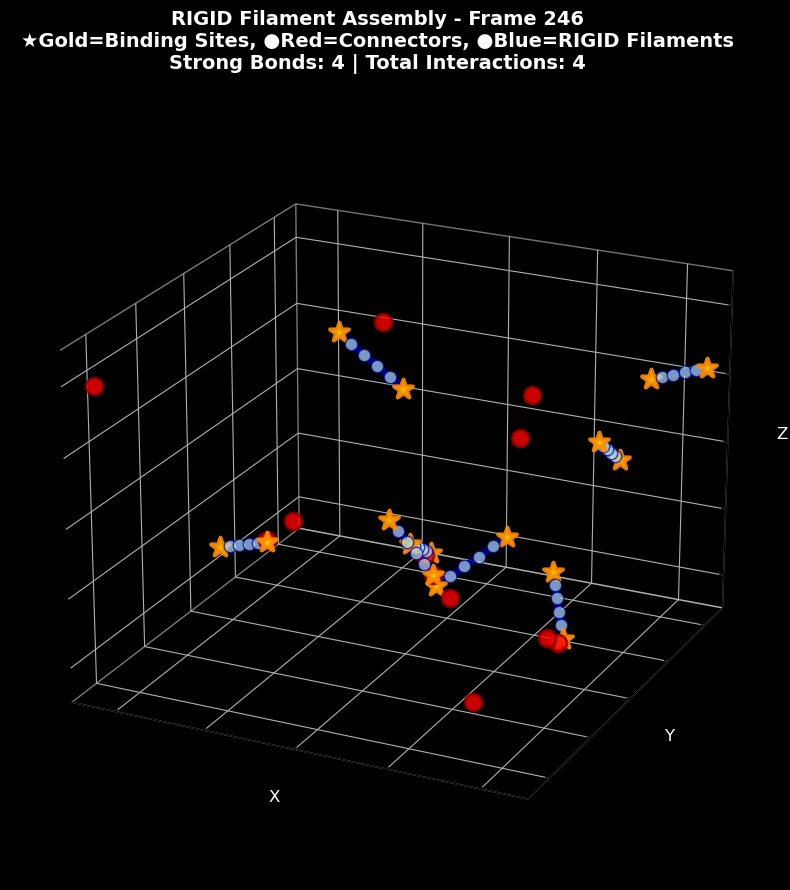 RIGID Filament Assembly - Frame 246
★Gold=Binding Sites, ●Red=Connectors, ●Blue=RIGID Filaments
Strong Bonds: 4 | Total Interactions: 4
Z
Y
X